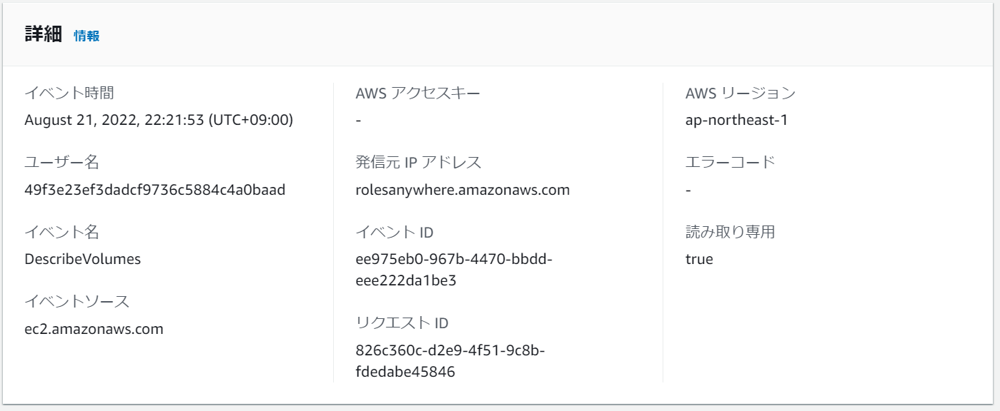 詳細 情報
イベント時間
August 21, 2022, 22:21:53 (UTC+09:00)
ユーザー名
49f3e23ef3dadcf9736c5884c4a0baad
イベント名
DescribeVolumes
イベントソース
ec2.amazonaws.com
AWS アクセスキー
-
発信元 IP アドレス
rolesanywhere.amazonaws.com
イベント ID
ee975eb0-967b-4470-bbdd-
eee222da1be3
リクエスト ID
826c360c-d2e9-4f51-9c8b-
fdedabe45846
AWS リージョン
ap-northeast-1
エラーコード
-
読み取り専用
true